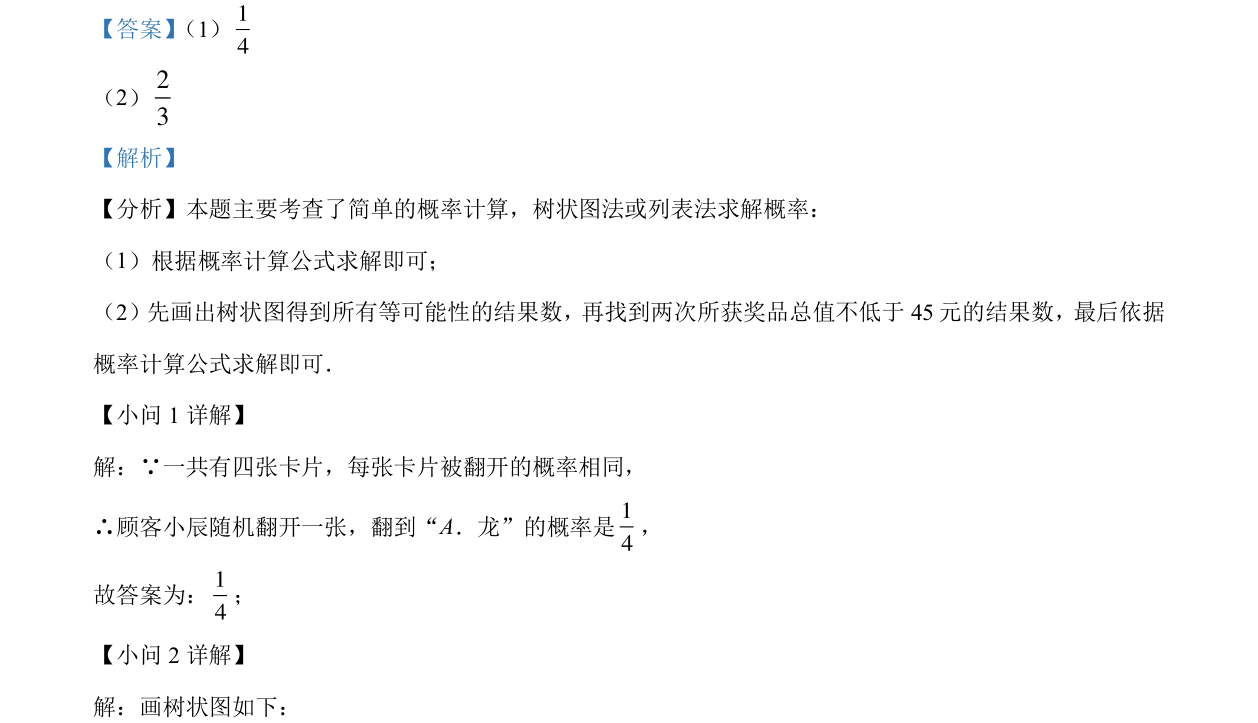 【答案】（1）1/4
（2）2/3
【解析】
【分析】本题主要考查了简单的概率计算，树状图法或列表法求解概率：
（1）根据概率计算公式求解即可；
（2）先画出树状图得到所有等可能性的结果数，再找到两次所获奖品总值不低于 45 元的结果数，最后依据
概率计算公式求解即可．
【小问 1 详解】
解：∵一共有四张卡片，每张卡片被翻开的概率相同，
∴顾客小辰随机翻开一张，翻到“A．龙”的概率是1/4，
故答案为：1/4；
【小问 2 详解】
解：画树状图如下：